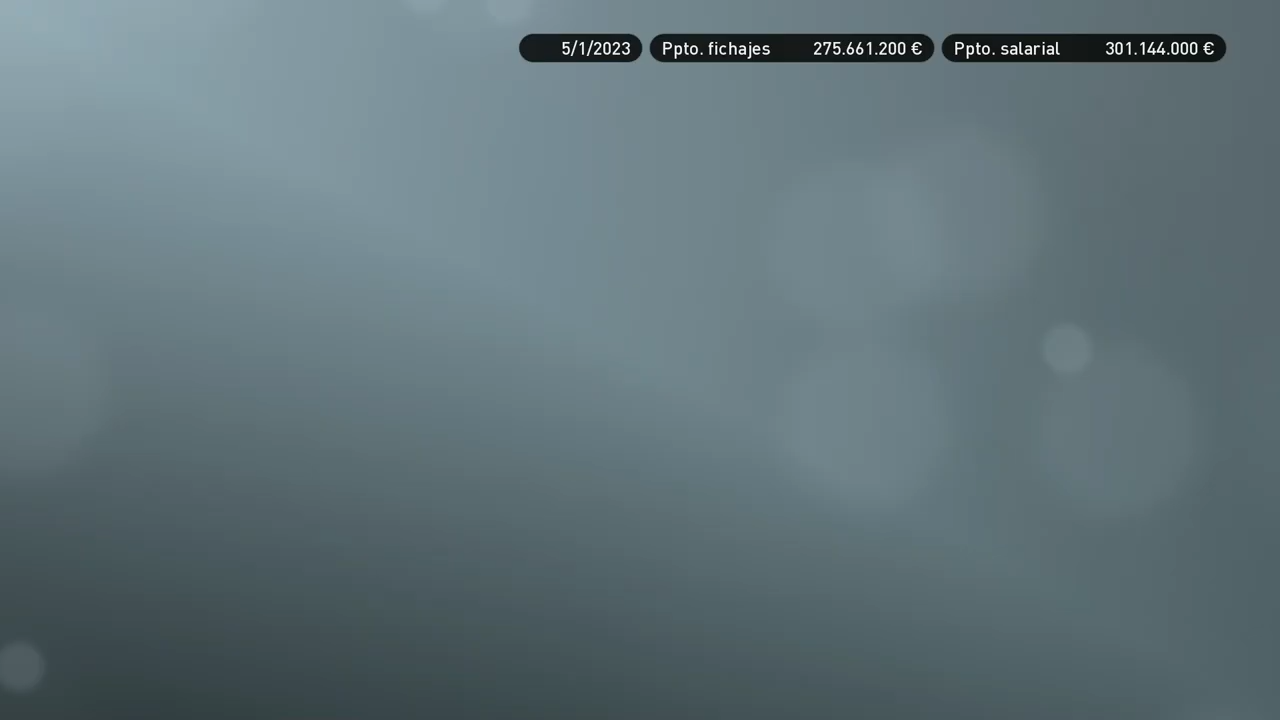 5/1/2023 Ppto. fichajes 275.661.200 € Ppto. salarial 301.144.000 €